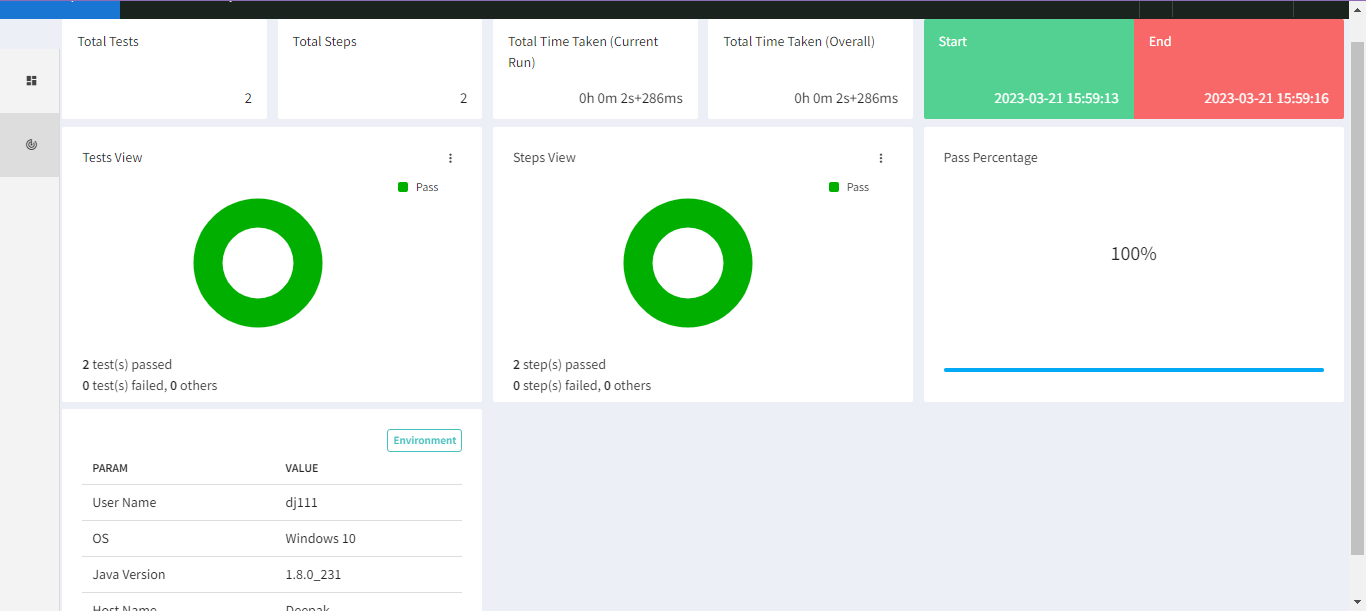 Total Tests
2
Total Steps
2
Total Time Taken (Current
Run)
0h 0m 2s+286ms
Total Time Taken (Overall)
0h 0m 2s+286ms
Start
2023-03-21 15:59:13
End
2023-03-21 15:59:16
Tests View
Pass
2 test(s) passed
0 test(s) failed, 0 others
Steps View
Pass
2 step(s) passed
0 step(s) failed, 0 others
Pass Percentage
100%
Environment
PARAM VALUE
User Name dj111
OS Windows 10
Java Version 1.8.0_231
Host Name Deepak